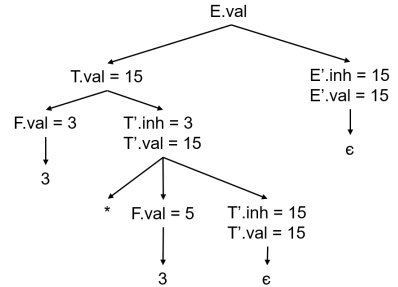 E.val
T.val = 15
E'.inh = 15
E'.val = 15
F.val = 3
T'.inh = 3
T'.val = 15
є
3
*
F.val = 5
T'.inh = 15
T'.val = 15
3
є